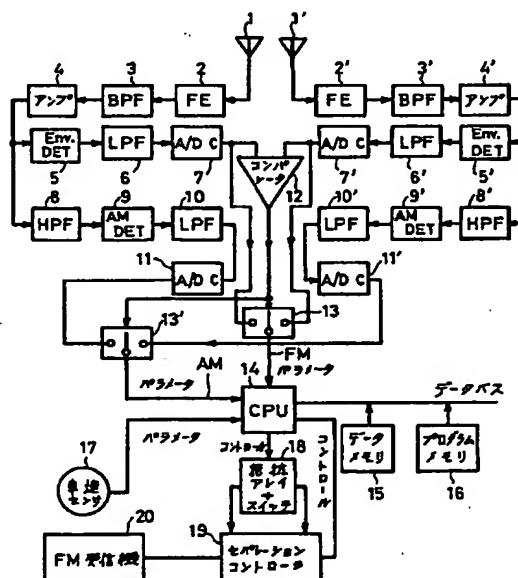 1
1'
4
3
2
2'
3'
4'
アンプ
BPF
FE
FE
BPF
アンプ
Env.
DET
LPF
A/D C
A/D C
LPF
Env.
DET
5
6
7
コンパ
レータ
7'
6'
5'
8
9
10
12
10'
9'
8'
HPF
AM
DET
LPF
LPF
AM
DET
HPF
11
11'
A/D C
A/D C
13'
13
FM
パラメータ
AM
パラメータ
14
データバス
CPU
17
パラメータ
コントロール
18
コントロール
データ
メモリ
プログラム
メモリ
15
16
車速
センサ
抵抗
アレイ
+
スイッチ
20
19
FM受信機
セパレーション
コントローラ